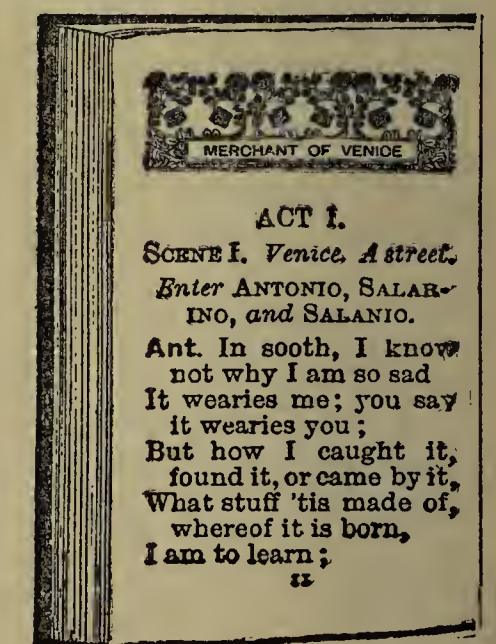 MERCHANT OF VENICE
ACT I.
SCENE I. Venice. A street.
Enter ANTONIO, SALAR-
INO, and SALANIO.
Ant. In sooth, I know
not why I am so sad
It wearies me; you say
it wearies you;
But how I caught it,
found it, or came by it,
What stuff 'tis made of,
whereof it is born,
I am to learn;
11